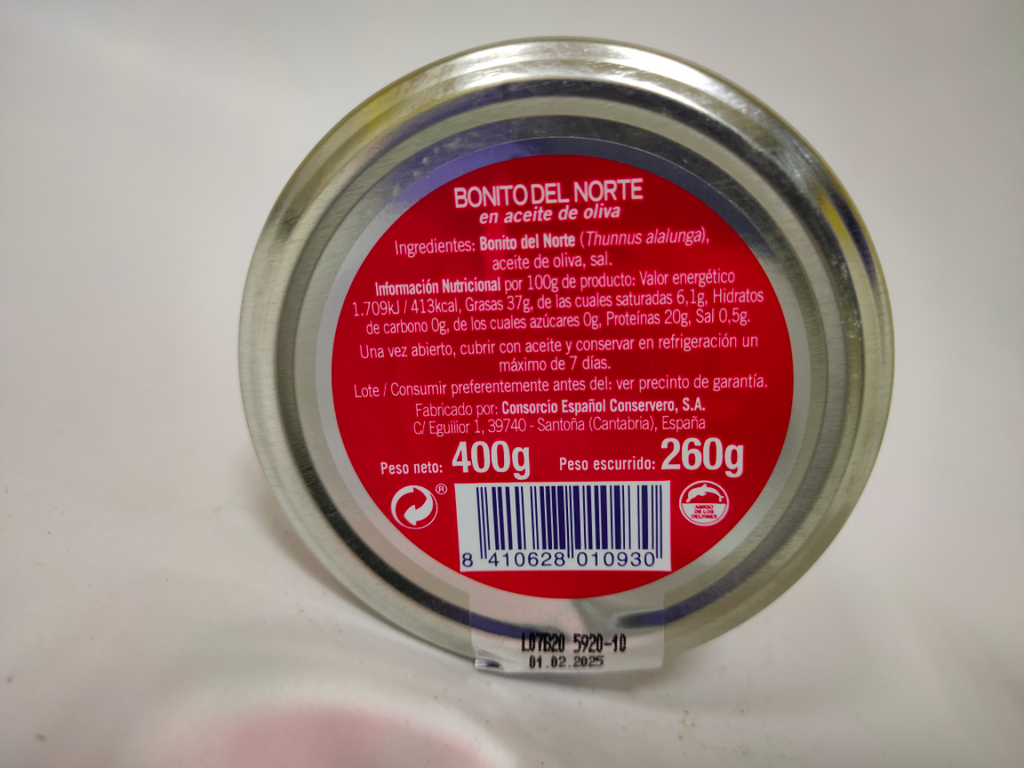 BONITO DEL NORTE
en aceite de oliva
Ingredientes: Bonito del Norte (Thunnus alalunga),
aceite de oliva, sal.
Información Nutricional por 100g de producto: Valor energético
1.709kJ / 413kcal, Grasas 37g, de las cuales saturadas 6,1g, Hidratos
de carbono 0g, de los cuales azúcares 0g, Proteínas 20g, Sal 0,5g.
Una vez abierto, cubrir con aceite y conservar en refrigeración un
máximo de 7 días.
Lote / Consumir preferentemente antes del: ver precinto de garantía.
Fabricado por: Consorcio Español Conservero, S.A.
C/ Eguilior 1, 39740 - Santoña (Cantabria), España
Peso neto: 400g Peso escurrido: 260g
®
AMIGO
DE LOS
DELFINES
8 410628 010930
L07B20 5920-10
01.02.2025